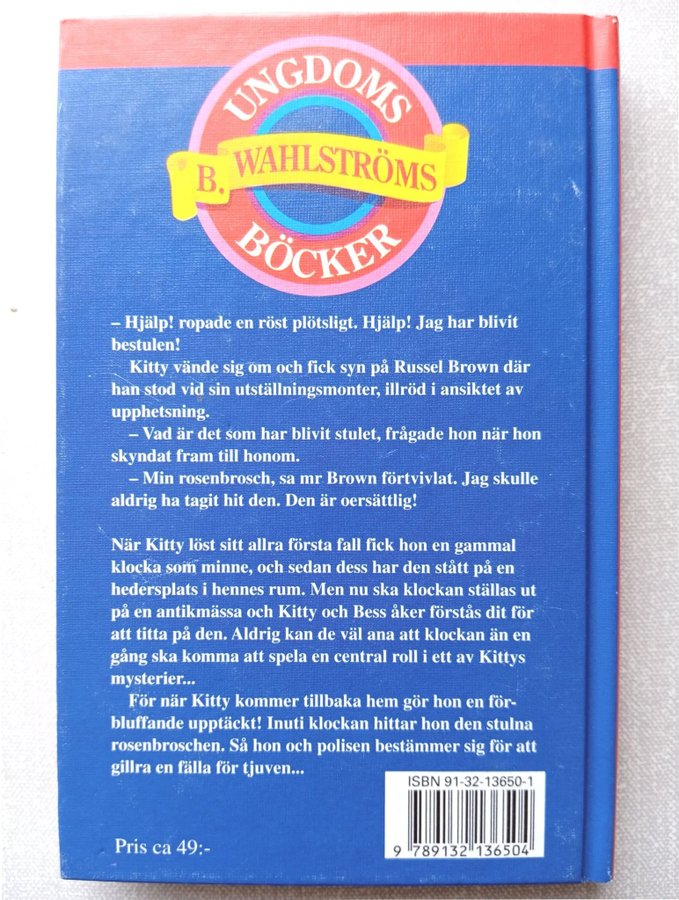 UNGDOMS
B. WAHLSTRÖMS
BÖCKER
– Hjälp! ropade en röst plötsligt. Hjälp! Jag har blivit
bestulen!
Kitty vände sig om och fick syn på Russel Brown där
han stod vid sin utställningsmonter, illröd i ansiktet av
upphetsning.
– Vad är det som har blivit stulet, frågade hon när hon
skyndat fram till honom.
– Min rosenbrosch, sa mr Brown förtvivlat. Jag skulle
aldrig ha tagit hit den. Den är oersättlig!
När Kitty löst sitt allra första fall fick hon en gammal
klocka som minne, och sedan dess har den stått på en
hedersplats i hennes rum. Men nu ska klockan ställas ut
på en antikmässa och Kitty och Bess åker förstås dit för
att titta på den. Aldrig kan de väl ana att klockan än en
gång ska komma att spela en central roll i ett av Kittys
mysterier...
För när Kitty kommer tillbaka hem gör hon en för-
bluffande upptäckt! Inuti klockan hittar hon den stulna
rosenbroschen. Så hon och polisen bestämmer sig för att
gillra en fälla för tjuven...
ISBN 91-32-13650-1
9 789132 136504
Pris ca 49:-